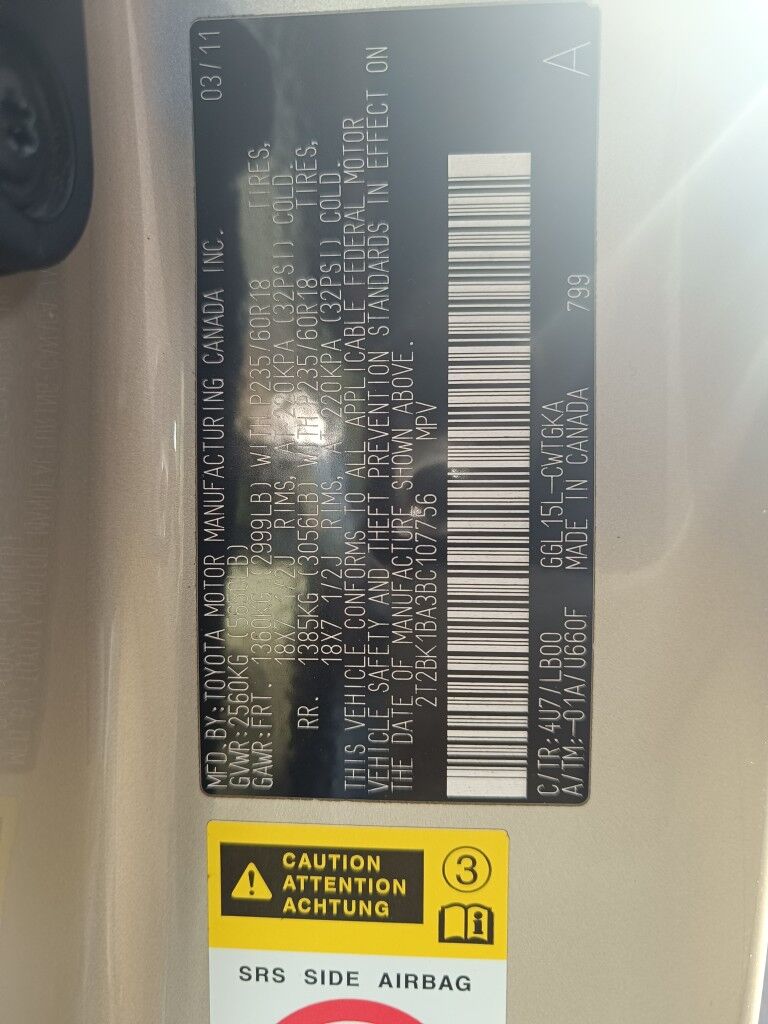 MFD.BY:TOYOTA MOTOR MANUFACTURING CANADA INC. 03/11
GVWR:2560KG (5650LB)
GAWR:FRT. 1360KG (2999LB) WITH P235/60R18 TIRES,
18X7 1/2J RIMS, AT 220KPA (32PSI) COLD.
RR. 1385KG (3056LB) WITH P235/60R18 TIRES,
18X7 1/2J RIMS, AT 220KPA (32PSI) COLD.
THIS VEHICLE CONFORMS TO ALL APPLICABLE FEDERAL MOTOR
VEHICLE SAFETY AND THEFT PREVENTION STANDARDS IN EFFECT ON
THE DATE OF MANUFACTURE SHOWN ABOVE.
2T2BK1BA3BC107756 MPV
C/TR:4U7/LB00 GGL15L-CWTGKA A
A/TM:-01A/U660F MADE IN CANADA 799
CAUTION
ATTENTION
ACHTUNG
3
i
SRS SIDE AIRBAG